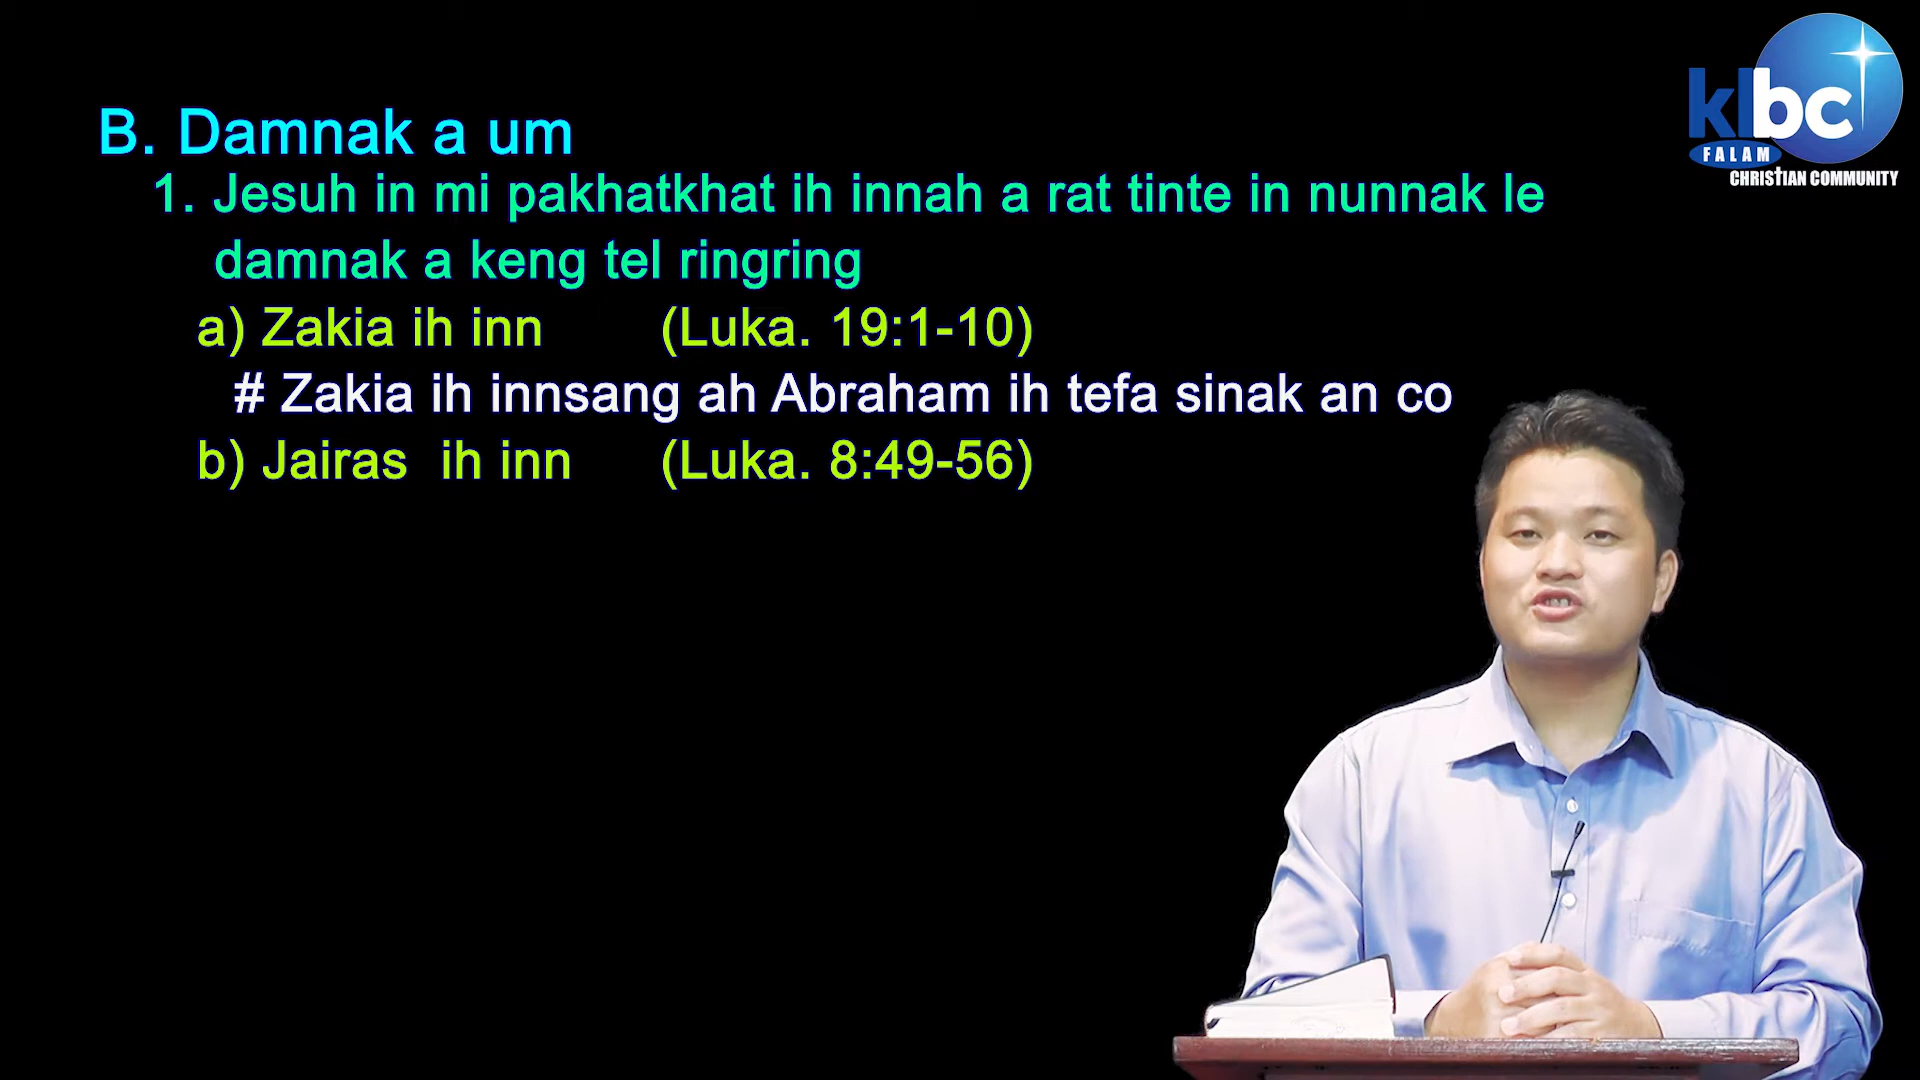 B. Damnak a um
1. Jesuh in mi pakhatkhat ih innah a rat tinte in nunnak le
damnak a keng tel ringring
a) Zakia ih inn (Luka. 19:1-10)
# Zakia ih innsang ah Abraham ih tefa sinak an co
b) Jairas ih inn (Luka. 8:49-56)
klbc
FALAM
CHRISTIAN COMMUNITY